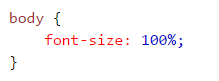 body {
    font-size: 100%;
}